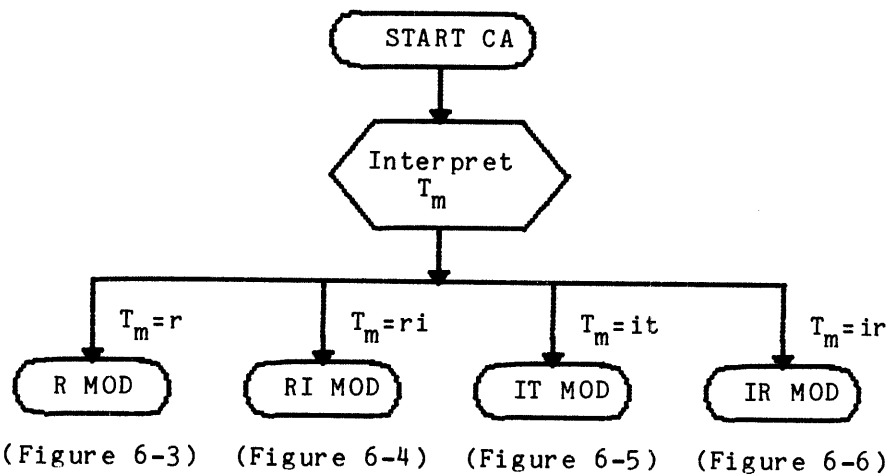 START CA
Interpret
T_m
T_m=r
T_m=ri
T_m=it
T_m=ir
R MOD
RI MOD
IT MOD
IR MOD
(Figure 6-3)
(Figure 6-4)
(Figure 6-5)
(Figure 6-6)